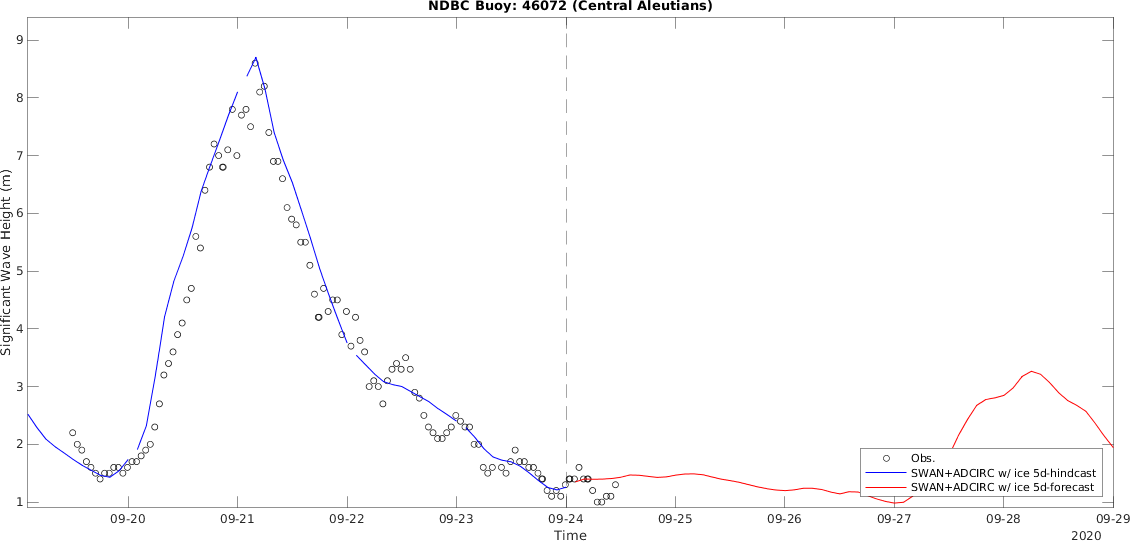 NDBC Buoy: 46072 (Central Aleutians)
Significant Wave Height (m)
9
8
7
6
5
4
3
2
1
Obs.
SWAN+ADCIRC w/ ice 5d-hindcast
SWAN+ADCIRC w/ ice 5d-forecast
09-20 09-21 09-22 09-23 09-24 09-25 09-26 09-27 09-28 09-29
Time
2020